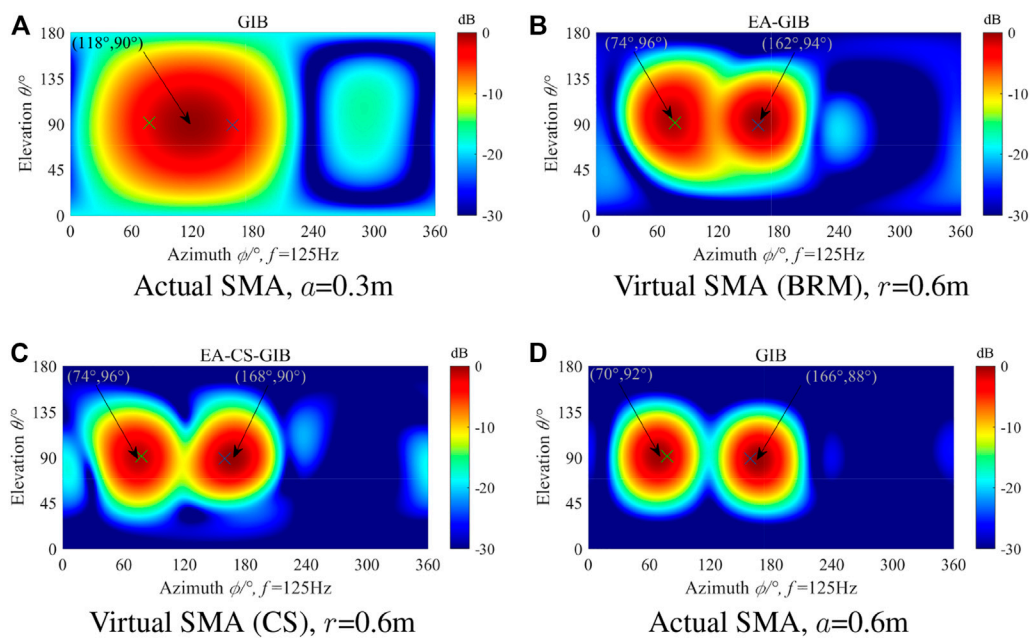 A
GIB
dB
180
135
90
45
0
Elevation θ/°
(118°,90°)
0
-10
-20
-30
0 60 120 180 240 300 360
Azimuth ϕ/°, f=125Hz
Actual SMA, a=0.3m
B
EA-GIB
dB
180
135
90
45
0
Elevation θ/°
(74°,96°)
(162°,94°)
0
-10
-20
-30
0 60 120 180 240 300 360
Azimuth ϕ/°, f=125Hz
Virtual SMA (BRM), r=0.6m
C
EA-CS-GIB
dB
180
135
90
45
0
Elevation θ/°
(74°,96°)
(168°,90°)
0
-10
-20
-30
0 60 120 180 240 300 360
Azimuth ϕ/°, f=125Hz
Virtual SMA (CS), r=0.6m
D
GIB
dB
180
135
90
45
0
Elevation θ/°
(70°,92°)
(166°,88°)
0
-10
-20
-30
0 60 120 180 240 300 360
Azimuth ϕ/°, f=125Hz
Actual SMA, a=0.6m